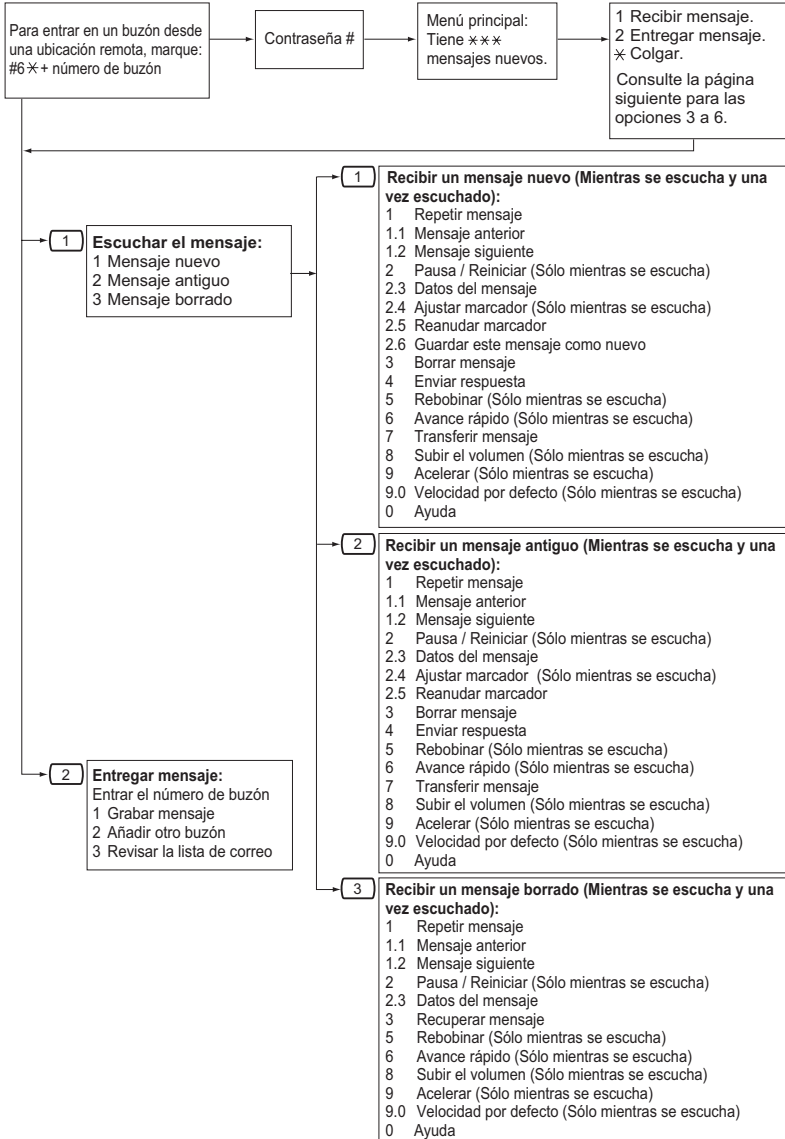 Para entrar en un buzón desde
una ubicación remota, marque:
#6✳+ número de buzón
Contraseña #
Menú principal:
Tiene ✳✳✳
mensajes nuevos.
1 Recibir mensaje.
2 Entregar mensaje.
✳ Colgar.
Consulte la página
siguiente para las
opciones 3 a 6.
1
Escuchar el mensaje:
1 Mensaje nuevo
2 Mensaje antiguo
3 Mensaje borrado
1
Recibir un mensaje nuevo (Mientras se escucha y una
vez escuchado):
1 Repetir mensaje
1.1 Mensaje anterior
1.2 Mensaje siguiente
2 Pausa / Reiniciar (Sólo mientras se escucha)
2.3 Datos del mensaje
2.4 Ajustar marcador (Sólo mientras se escucha)
2.5 Reanudar marcador
2.6 Guardar este mensaje como nuevo
3 Borrar mensaje
4 Enviar respuesta
5 Rebobinar (Sólo mientras se escucha)
6 Avance rápido (Sólo mientras se escucha)
7 Transferir mensaje
8 Subir el volumen (Sólo mientras se escucha)
9 Acelerar (Sólo mientras se escucha)
9.0 Velocidad por defecto (Sólo mientras se escucha)
0 Ayuda
2
Recibir un mensaje antiguo (Mientras se escucha y una
vez escuchado):
1 Repetir mensaje
1.1 Mensaje anterior
1.2 Mensaje siguiente
2 Pausa / Reiniciar (Sólo mientras se escucha)
2.3 Datos del mensaje
2.4 Ajustar marcador (Sólo mientras se escucha)
2.5 Reanudar marcador
3 Borrar mensaje
4 Enviar respuesta
5 Rebobinar (Sólo mientras se escucha)
6 Avance rápido (Sólo mientras se escucha)
7 Transferir mensaje
8 Subir el volumen (Sólo mientras se escucha)
9 Acelerar (Sólo mientras se escucha)
9.0 Velocidad por defecto (Sólo mientras se escucha)
0 Ayuda
2
Entregar mensaje:
Entrar el número de buzón
1 Grabar mensaje
2 Añadir otro buzón
3 Revisar la lista de correo
3
Recibir un mensaje borrado (Mientras se escucha y una
vez escuchado):
1 Repetir mensaje
1.1 Mensaje anterior
1.2 Mensaje siguiente
2 Pausa / Reiniciar (Sólo mientras se escucha)
2.3 Datos del mensaje
3 Recuperar mensaje
5 Rebobinar (Sólo mientras se escucha)
6 Avance rápido (Sólo mientras se escucha)
8 Subir el volumen (Sólo mientras se escucha)
9 Acelerar (Sólo mientras se escucha)
9.0 Velocidad por defecto (Sólo mientras se escucha)
0 Ayuda